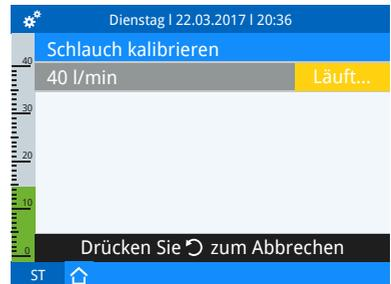 Dienstag l 22.03.2017 l 20:36
Schlauch kalibrieren
40 l/min Läuft...
40
30
20
10
0
Drücken Sie zum Abbrechen
ST